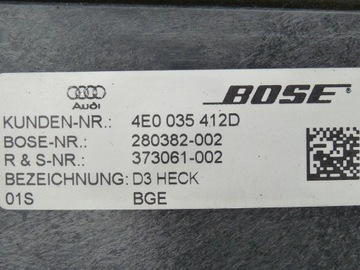 Audi BOSE
KUNDEN-NR.: 4E0 035 412D
BOSE-NR.: 280382-002
R & S-NR.: 373061-002
BEZEICHNUNG: D3 HECK
01S BGE